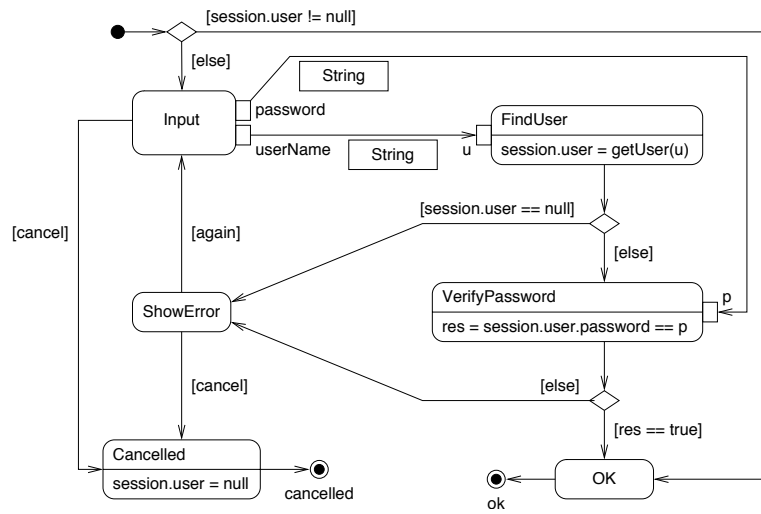 [session.user != null]
[else]
String
Input
password
userName
String
u
FindUser
session.user = getUser(u)
[cancel]
[again]
[session.user == null]
[else]
ShowError
VerifyPassword
res = session.user.password == p
p
[cancel]
[else]
[res == true]
Cancelled
session.user = null
cancelled
ok
OK